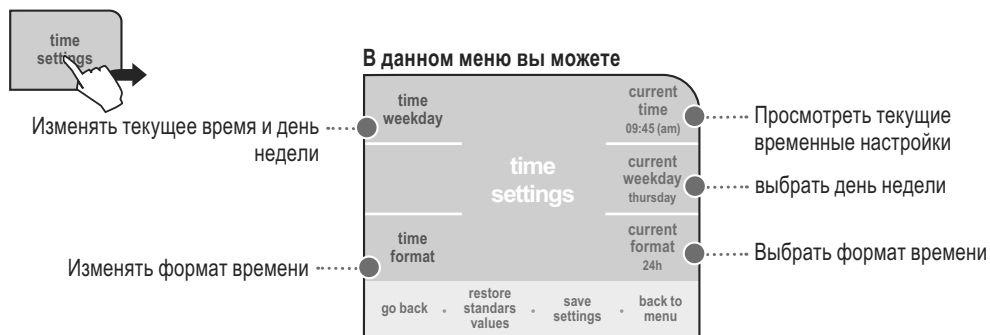 time
settings
В данном меню вы можете
time
weekday
current
time
09:45 (am)
Изменять текущее время и день
недели
Просмотреть текущие
временные настройки
time
settings
current
weekday
thursday
выбрать день недели
time
format
current
format
24h
Изменять формат времени
Выбрать формат времени
go back • restore standars values • save settings • back to menu